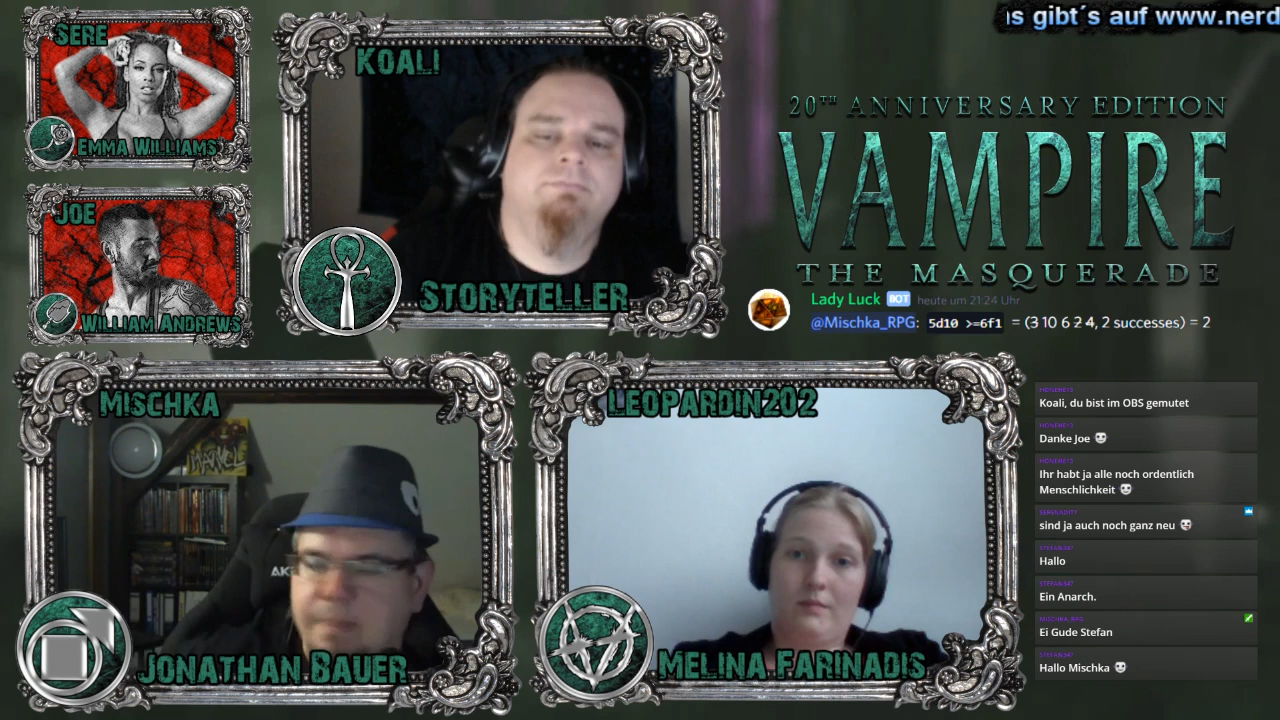 SERE
EMMA WILLIAMS
JOE
WILLIAM ANDREWS
KOALI
STORYTELLER
s gibt´s auf www.nerd
20TH ANNIVERSARY EDITION
VAMPIRE
THE MASQUERADE
Lady Luck BOT heute um 21:24 Uhr
@Mischka_RPG: 5d10 >=6f1 = (3 10 6 2 4, 2 successes) = 2
MISCHKA
JONATHAN BAUER
LEOPARDIN202
MELINA FARINADIS
Koali, du bist im OBS gemutet
Danke Joe
Ihr habt ja alle noch ordentlich
Menschlichkeit
sind ja auch noch ganz neu
Hallo
Ein Anarch.
MISCHKA_RPG
Ei Gude Stefan
Hallo Mischka